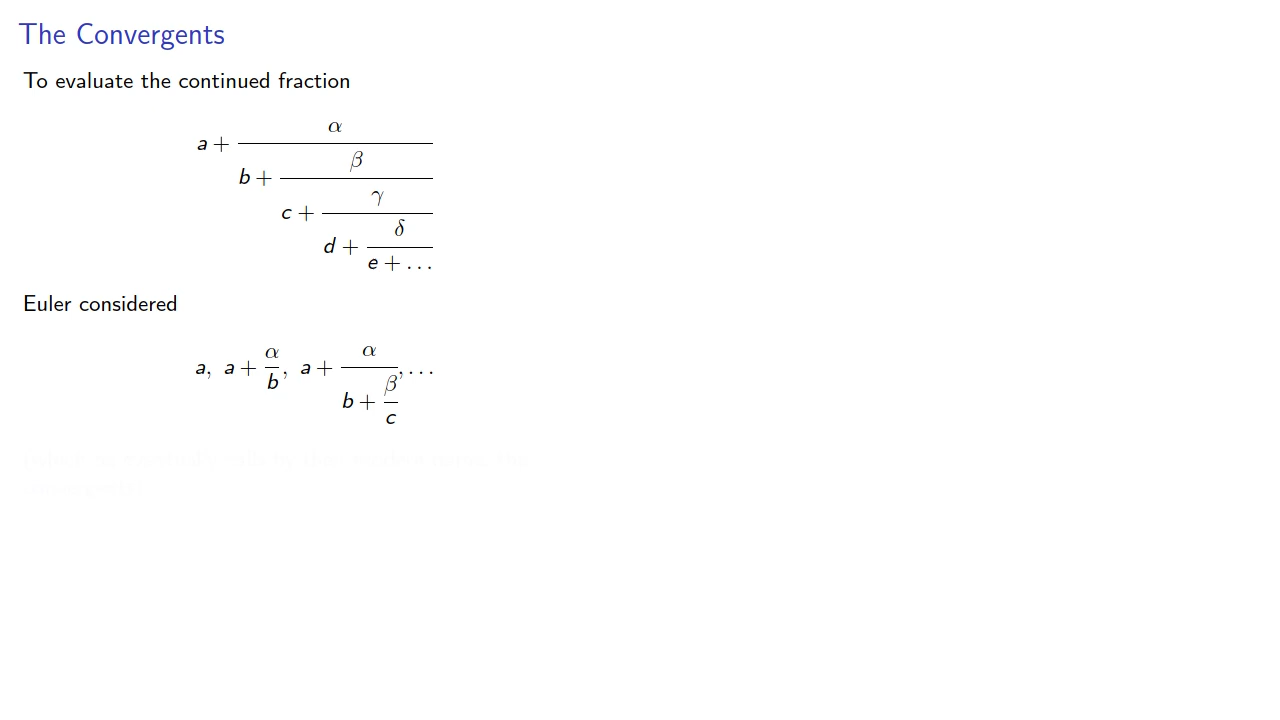 The Convergents
To evaluate the continued fraction
a + α
b + β
c + γ
d + δ
e + . . .
Euler considered
a, a + α/b, a + α/(b + β/c), . . .